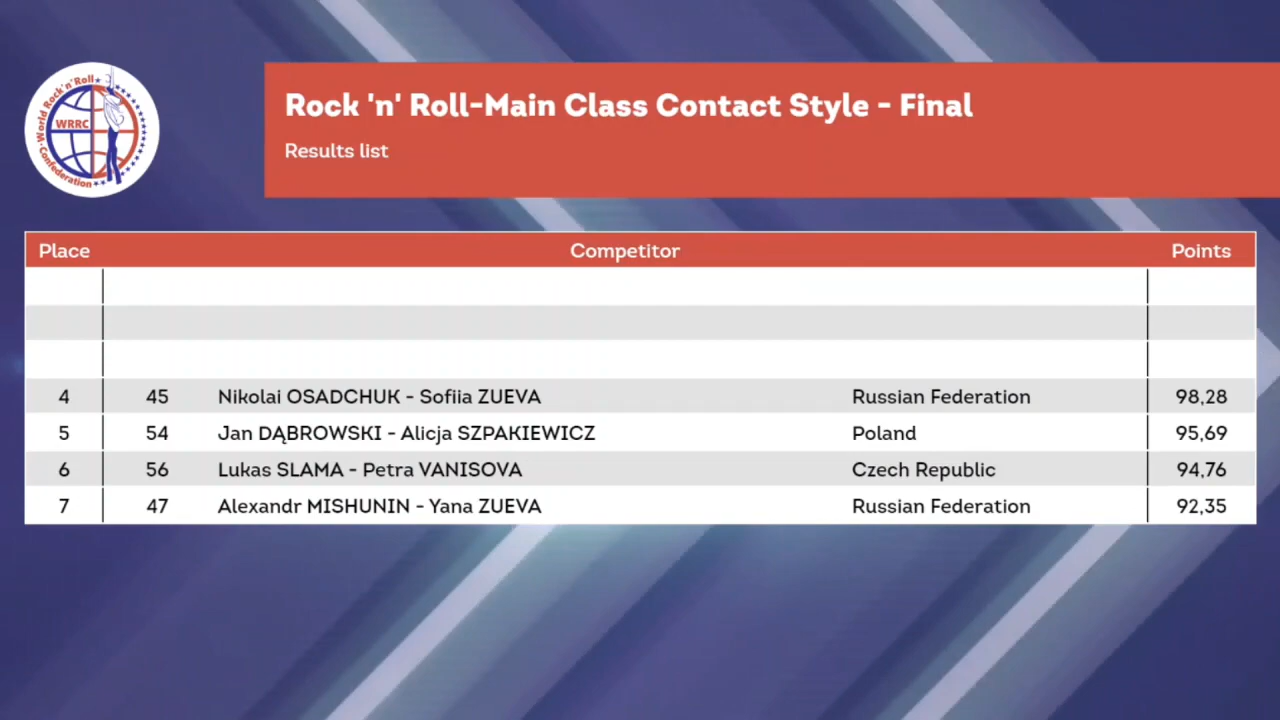 World Rock'n'Roll
WRRC
Confederation
Rock 'n' Roll-Main Class Contact Style - Final
Results list
Place Competitor Points
4 45 Nikolai OSADCHUK - Sofiia ZUEVA Russian Federation 98,28
5 54 Jan DĄBROWSKI - Alicja SZPAKIEWICZ Poland 95,69
6 56 Lukas SLAMA - Petra VANISOVA Czech Republic 94,76
7 47 Alexandr MISHUNIN - Yana ZUEVA Russian Federation 92,35